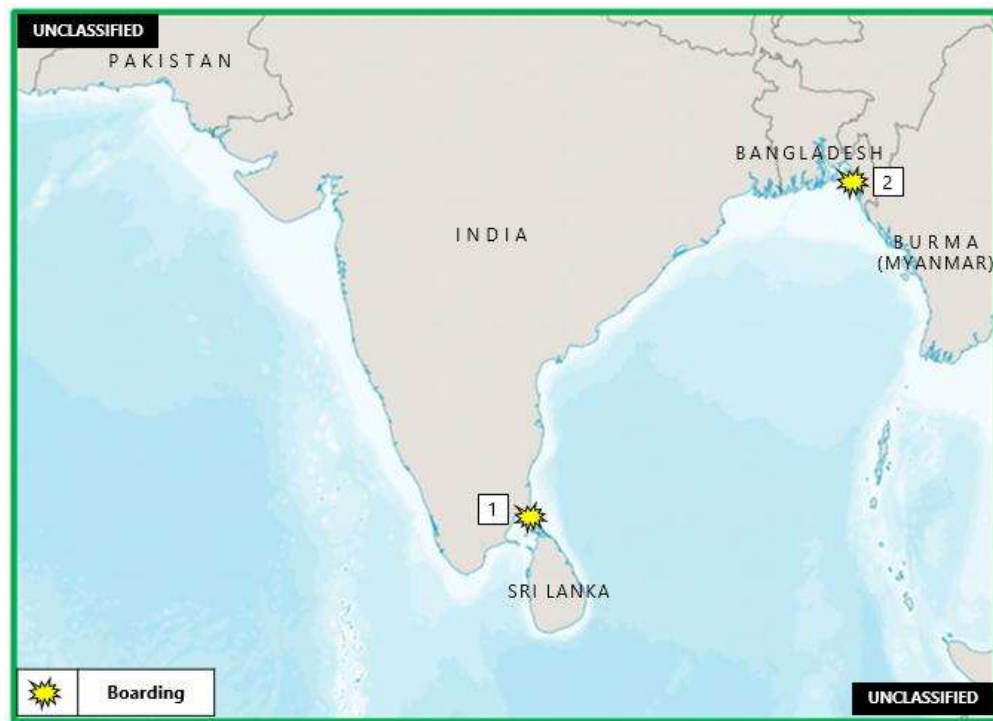 UNCLASSIFIED
PAKISTAN
BANGLADESH
2
INDIA
BURMA
(MYANMAR)
1
SRI LANKA
Boarding
UNCLASSIFIED